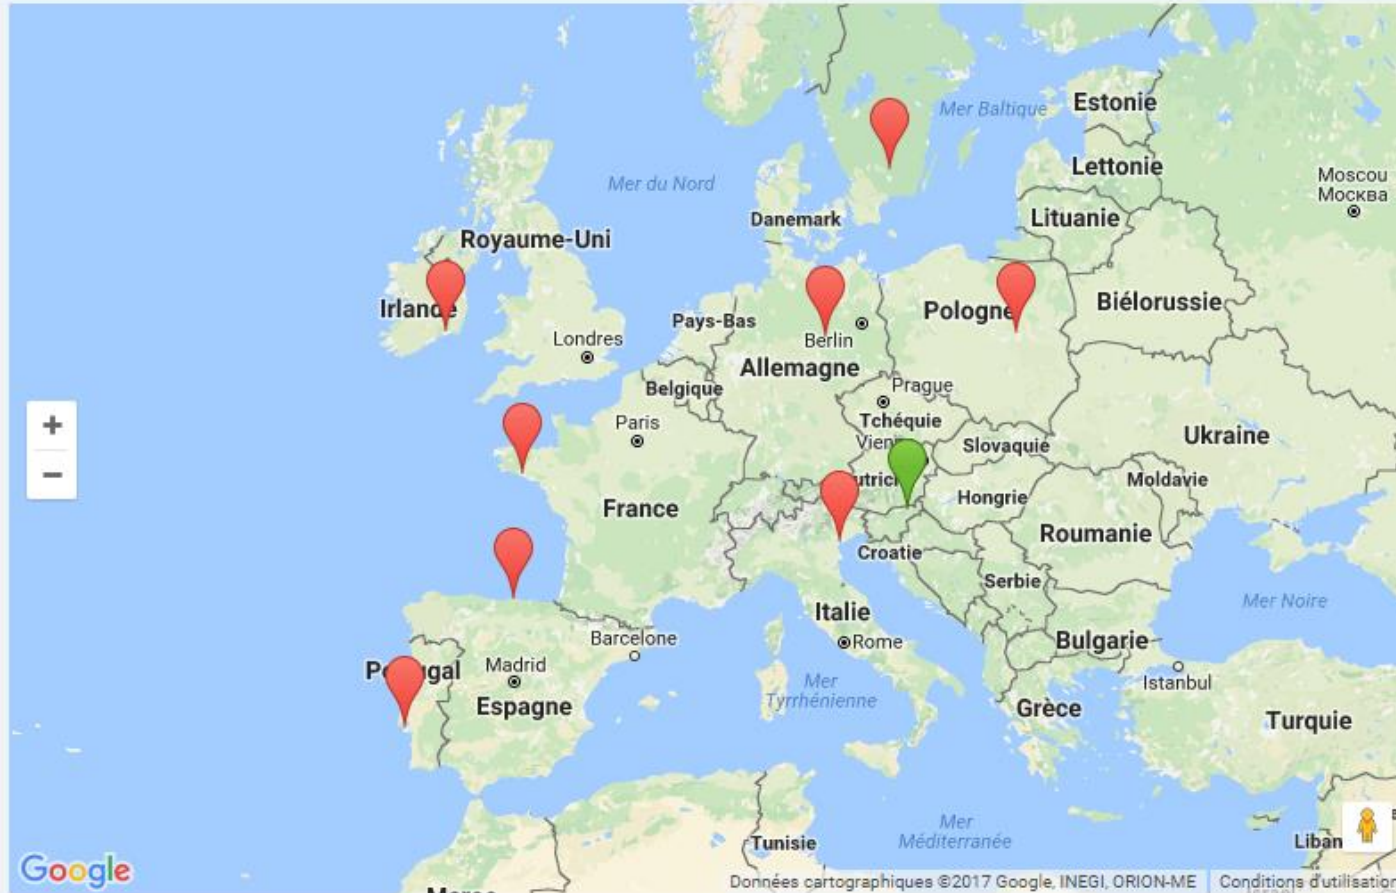 Mer Baltique
Estonie
Lettonie
Moscou
Москва
Mer du Nord
Danemark
Lituanie
Royaume-Uni
Irlande
Pays-Bas
Pologne
Biélorussie
Londres
Berlin
Allemagne
Belgique
Prague
Paris
Tchéquie
Slovaquie
Ukraine
+
−
Moldavie
Hongrie
France
Roumanie
Croatie
Serbie
Mer Noire
Italie
Rome
Barcelone
Bulgarie
Portugal
Madrid
Espagne
Mer
Tyrrhénienne
Istanbul
Grèce
Turquie
Mer
Méditerranée
Tunisie
Liban
Google
Données cartographiques ©2017 Google, INEGI, ORION-ME
Conditions d'utilisation